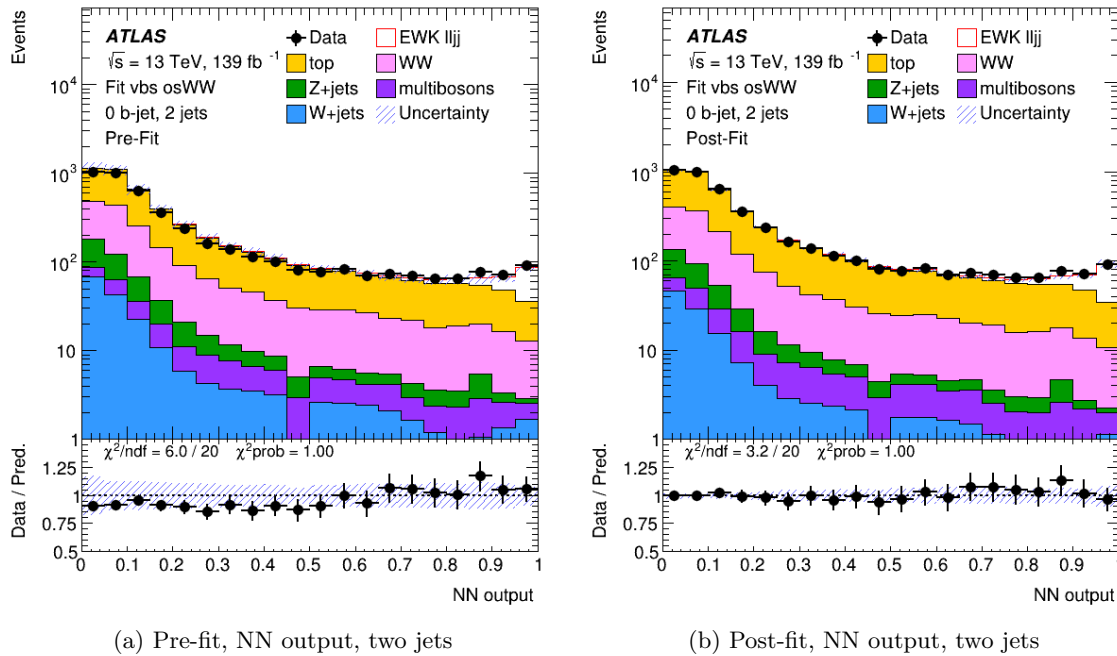 Events
ATLAS
√s = 13 TeV, 139 fb⁻¹
Fit vbs osWW
0 b-jet, 2 jets
Pre-Fit
Data
EWK lljj
top
WW
Z+jets
multibosons
W+jets
Uncertainty
10⁴
10³
10²
10
1
χ²/ndf = 6.0 / 20 χ²prob = 1.00
Data / Pred.
1.25
1
0.75
0.5
0 0.1 0.2 0.3 0.4 0.5 0.6 0.7 0.8 0.9 1
NN output
(a) Pre-fit, NN output, two jets
Events
ATLAS
√s = 13 TeV, 139 fb⁻¹
Fit vbs osWW
0 b-jet, 2 jets
Post-Fit
Data
EWK lljj
top
WW
Z+jets
multibosons
W+jets
Uncertainty
10⁴
10³
10²
10
1
χ²/ndf = 3.2 / 20 χ²prob = 1.00
Data / Pred.
1.25
1
0.75
0.5
0 0.1 0.2 0.3 0.4 0.5 0.6 0.7 0.8 0.9 1
NN output
(b) Post-fit, NN output, two jets